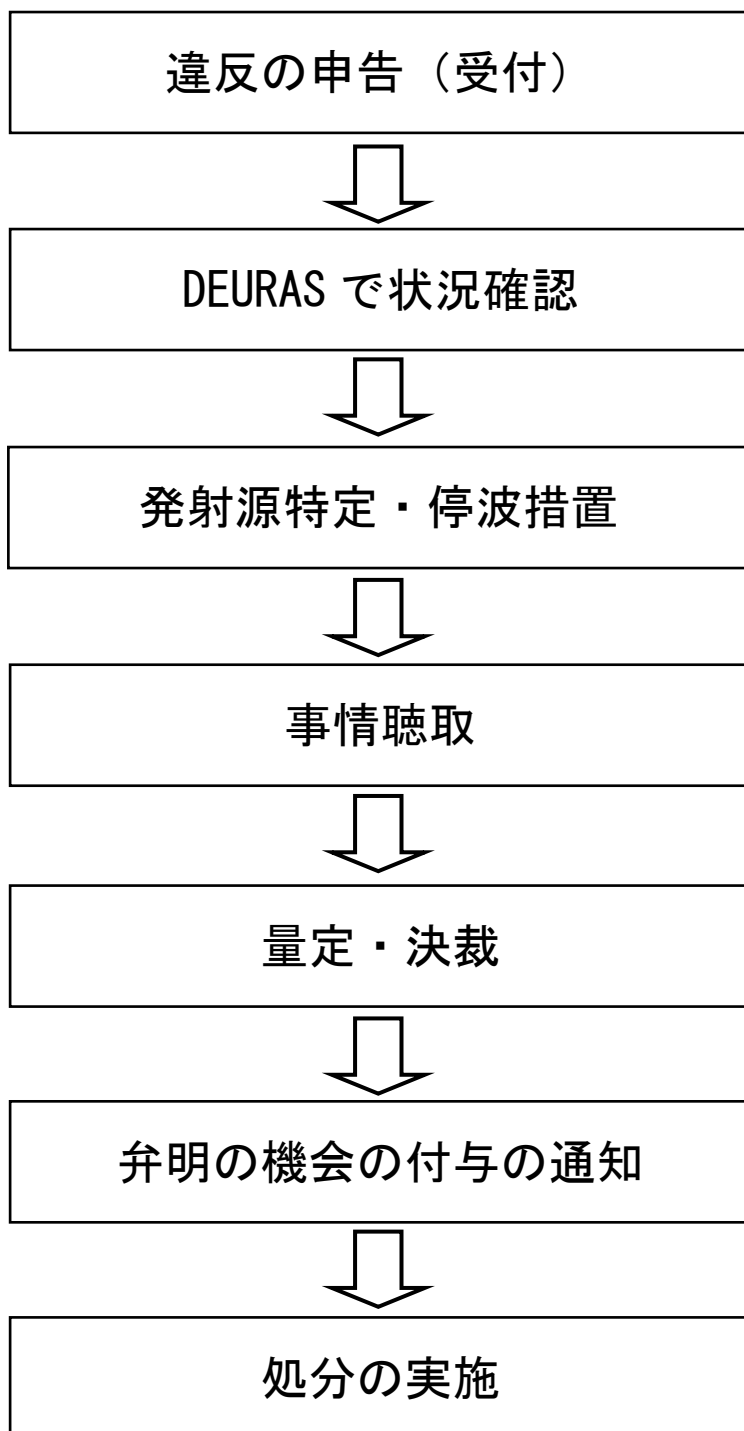 違反の申告（受付）
DEURAS で状況確認
発射源特定・停波措置
事情聴取
量定・決裁
弁明の機会の付与の通知
処分の実施